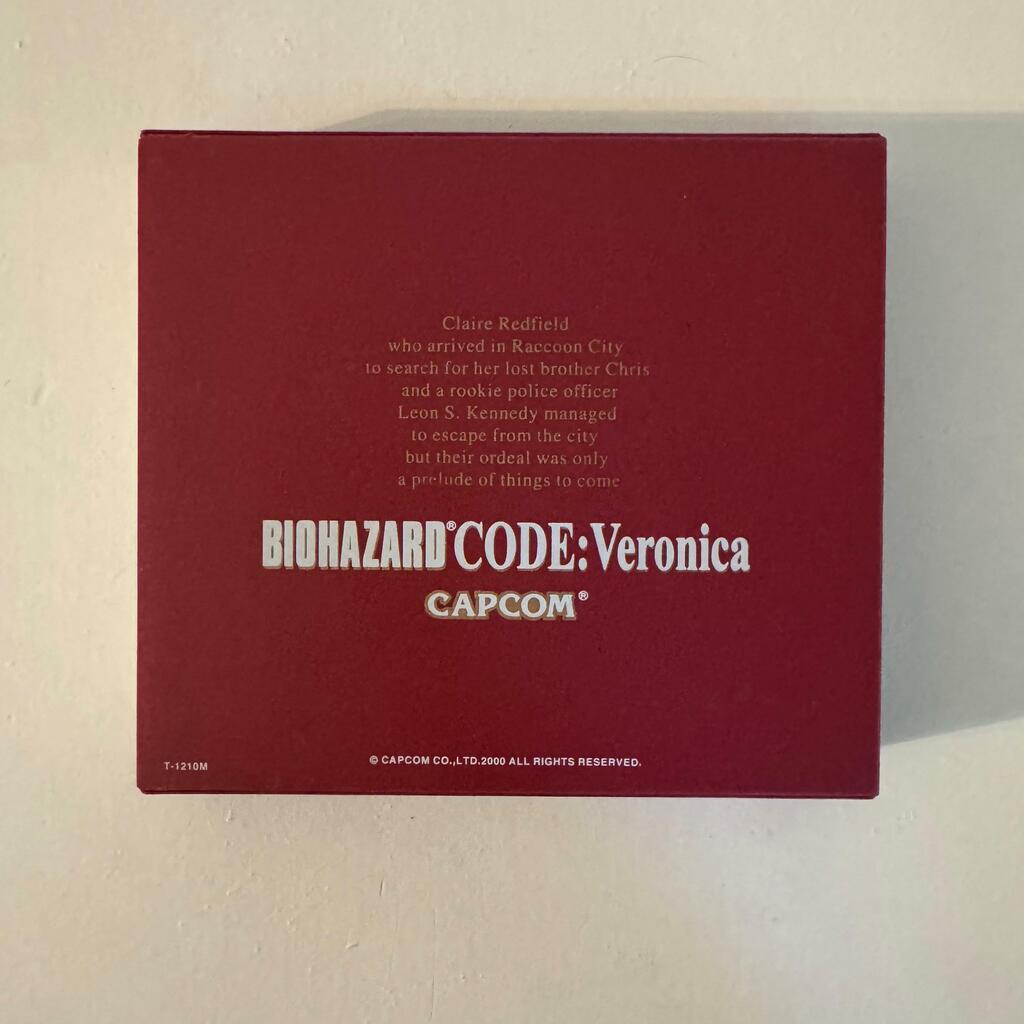 Claire Redfield
who arrived in Raccoon City
to search for her lost brother Chris
and a rookie police officer
Leon S. Kennedy managed
to escape from the city
but their ordeal was only
a prelude of things to come
BIOHAZARD® CODE:Veronica
CAPCOM®
T-1210M
© CAPCOM CO.,LTD.2000 ALL RIGHTS RESERVED.